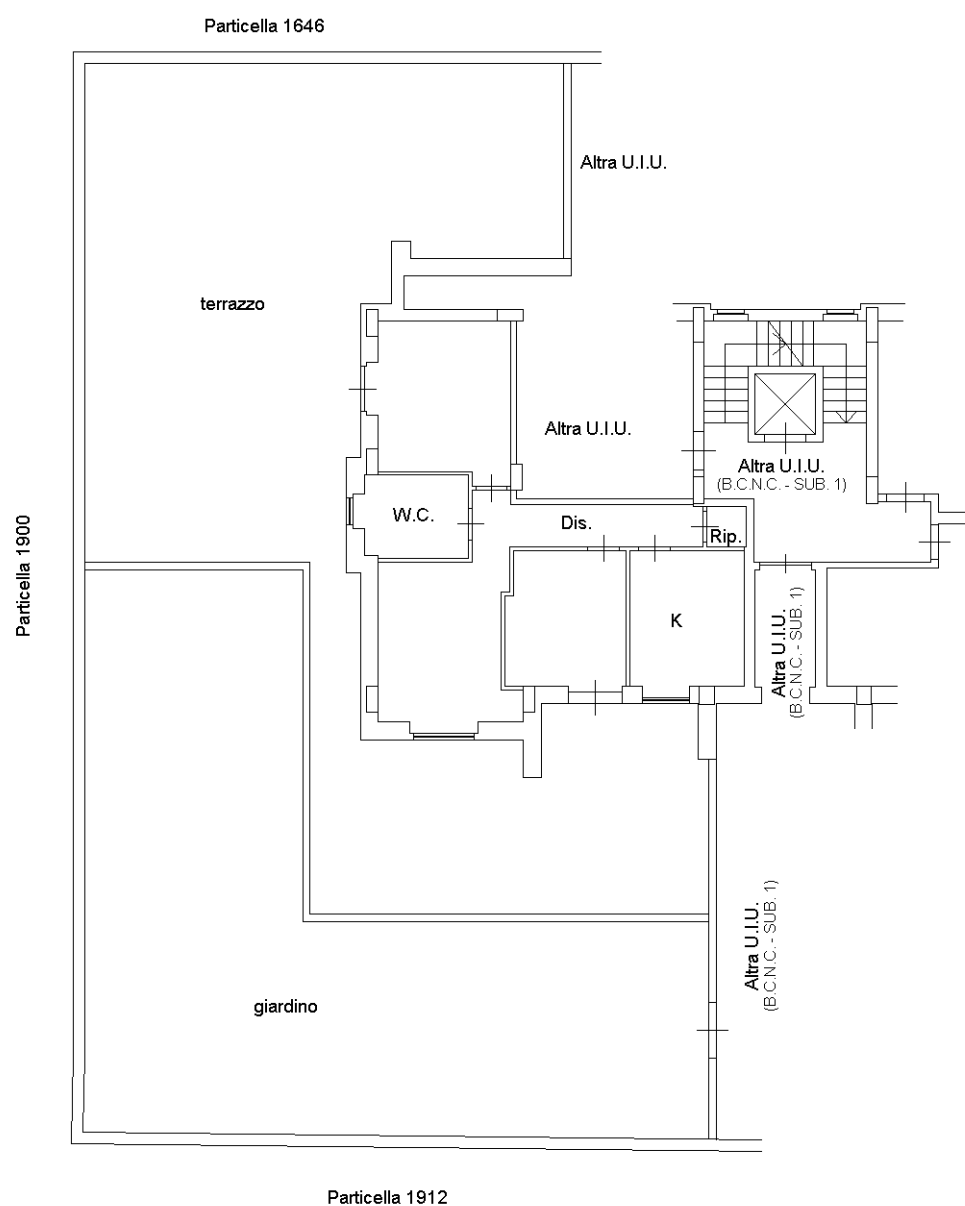 Particella 1646
Altra U.I.U.
terrazzo
Altra U.I.U.
Altra U.I.U.
(B.C.N.C. - SUB. 1)
W.C.
Dis.
Rip.
Particella 1900
K
Altra U.I.U.
(B.C.N.C. - SUB. 1)
Altra U.I.U.
(B.C.N.C. - SUB. 1)
giardino
Particella 1912